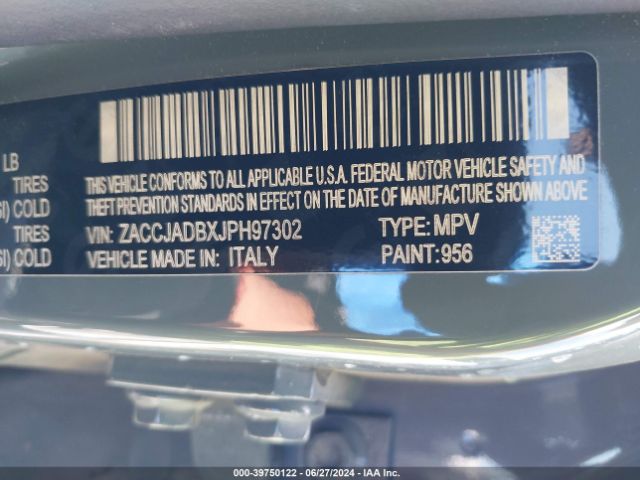 LB
TIRES
SI) COLD
TIRES
SI) COLD
THIS VEHICLE CONFORMS TO ALL APPLICABLE U.S.A. FEDERAL MOTOR VEHICLE SAFETY AND
THEFT PREVENTION STANDARDS IN EFFECT ON THE DATE OF MANUFACTURE SHOWN ABOVE
VIN: ZACCJADBXJPH97302 TYPE: MPV
VEHICLE MADE IN: ITALY PAINT: 956
000-39750122 - 06/27/2024 - IAA Inc.